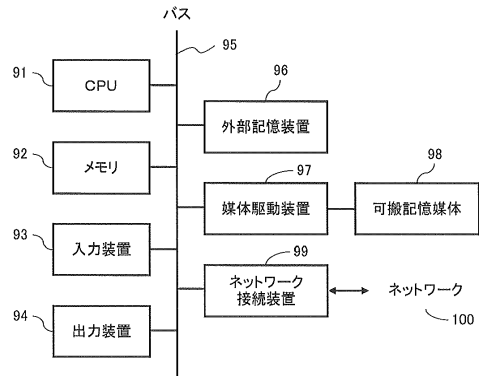 バス
95
91
CPU
96
外部記憶装置
92
メモリ
97
媒体駆動装置
98
可搬記憶媒体
93
入力装置
99
ネットワーク
接続装置
ネットワーク
100
94
出力装置